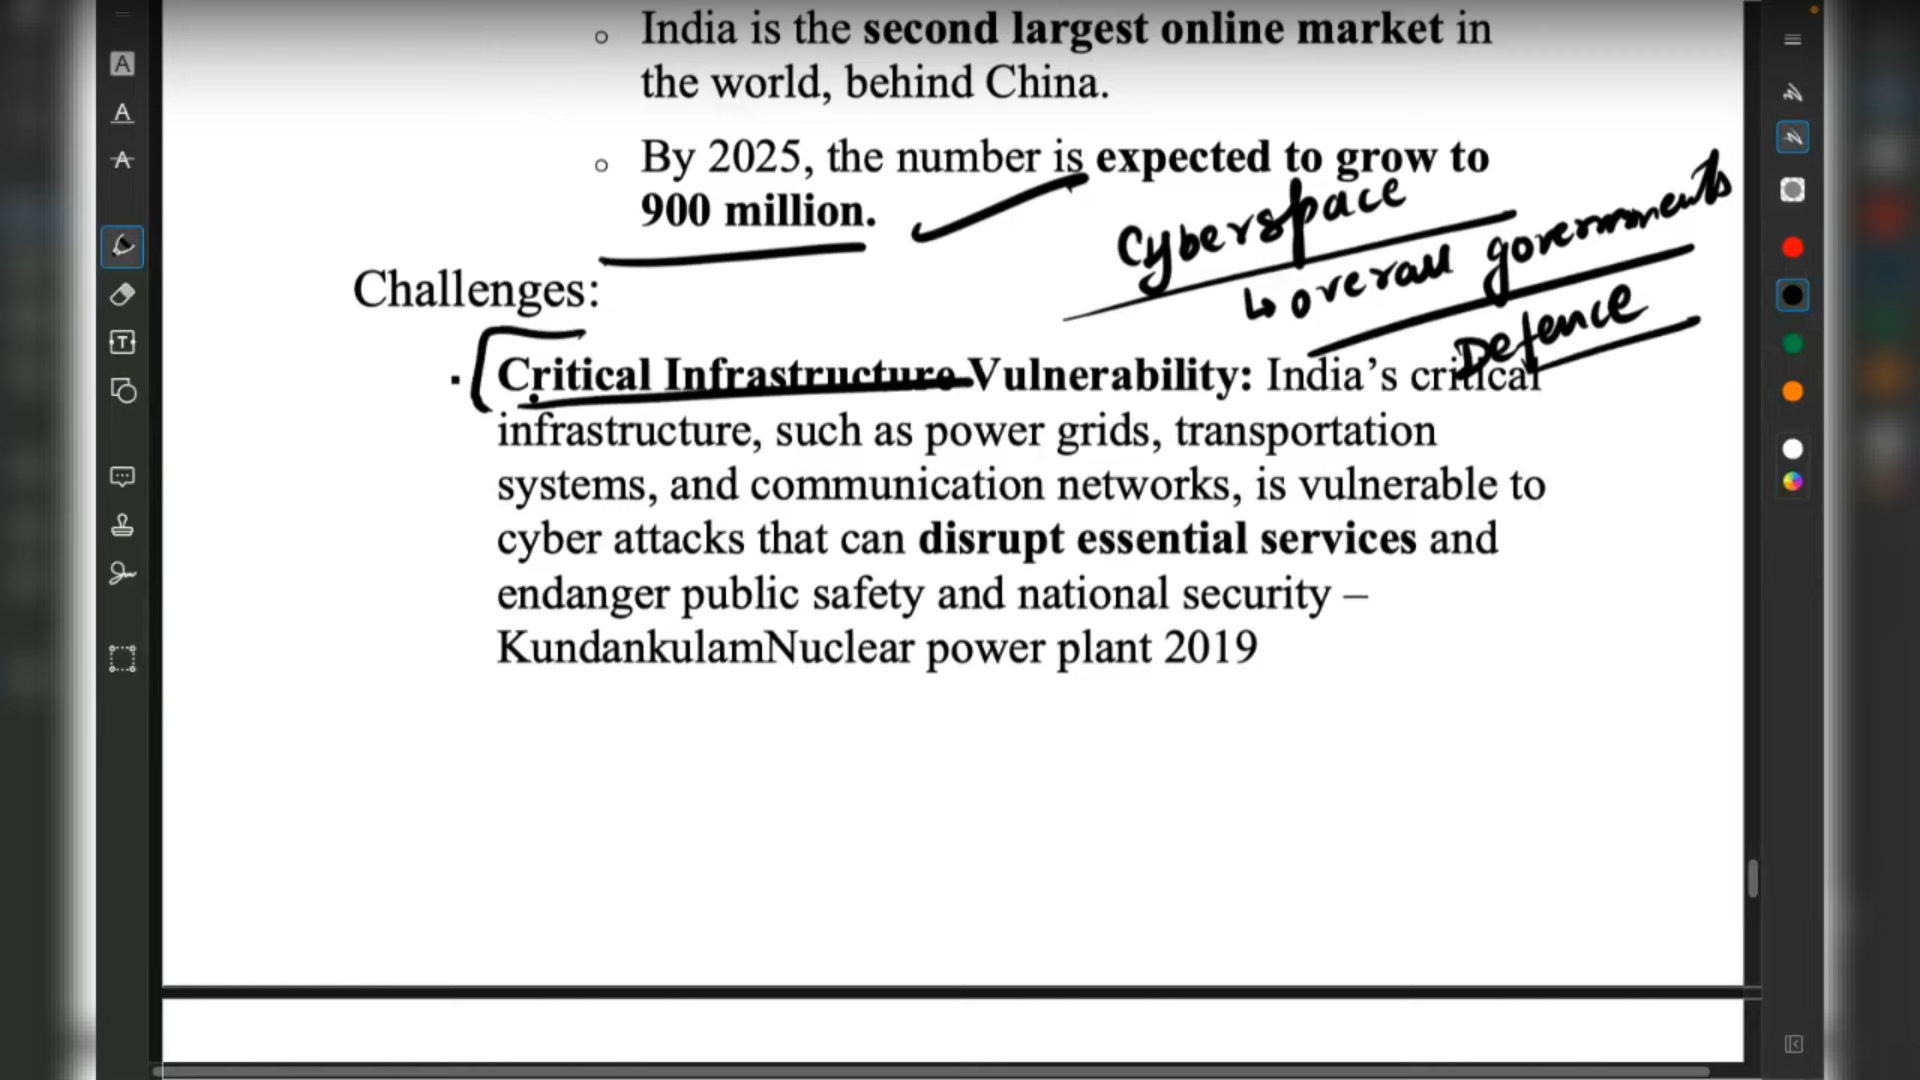 India is the second largest online market in
the world, behind China.
By 2025, the number is expected to grow to
900 million.
Cyberspace
↳ overall governments
Defence
Challenges:
Critical Infrastructure Vulnerability: India's critical
infrastructure, such as power grids, transportation
systems, and communication networks, is vulnerable to
cyber attacks that can disrupt essential services and
endanger public safety and national security –
KundankulamNuclear power plant 2019